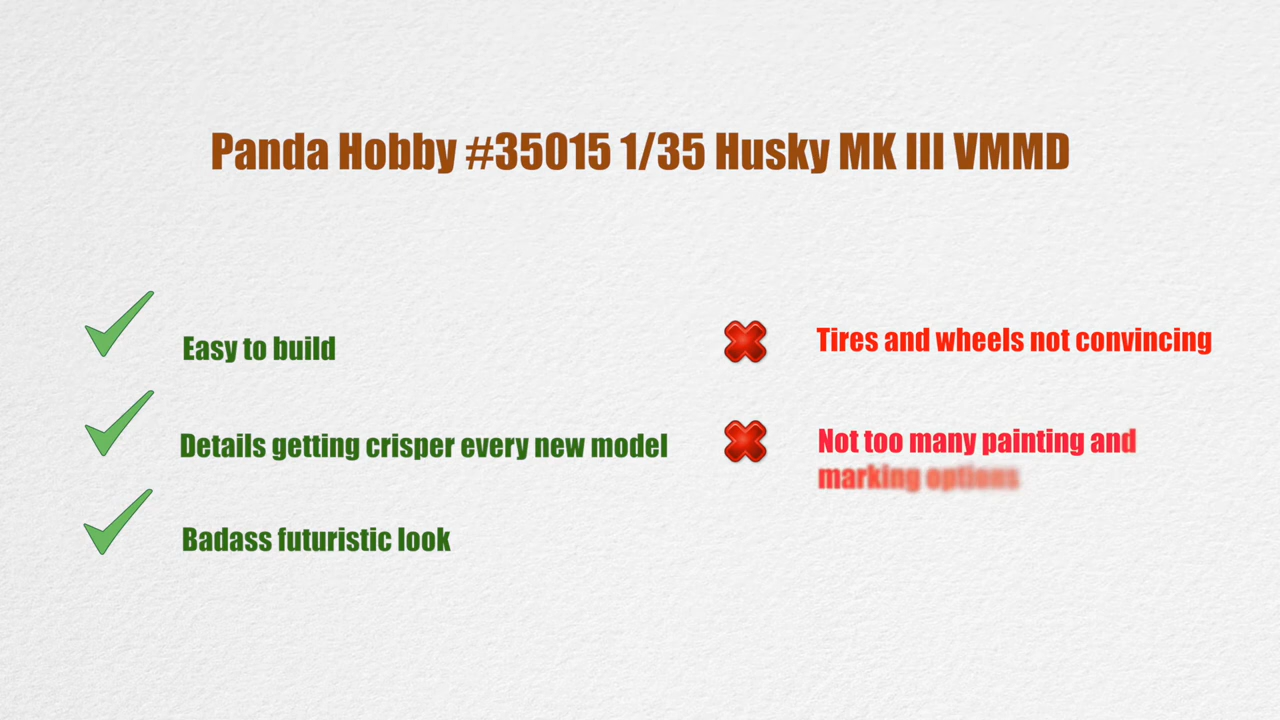 Panda Hobby #35015 1/35 Husky MK III VMMD
Easy to build
Details getting crisper every new model
Badass futuristic look
Tires and wheels not convincing
Not too many painting and
marking options